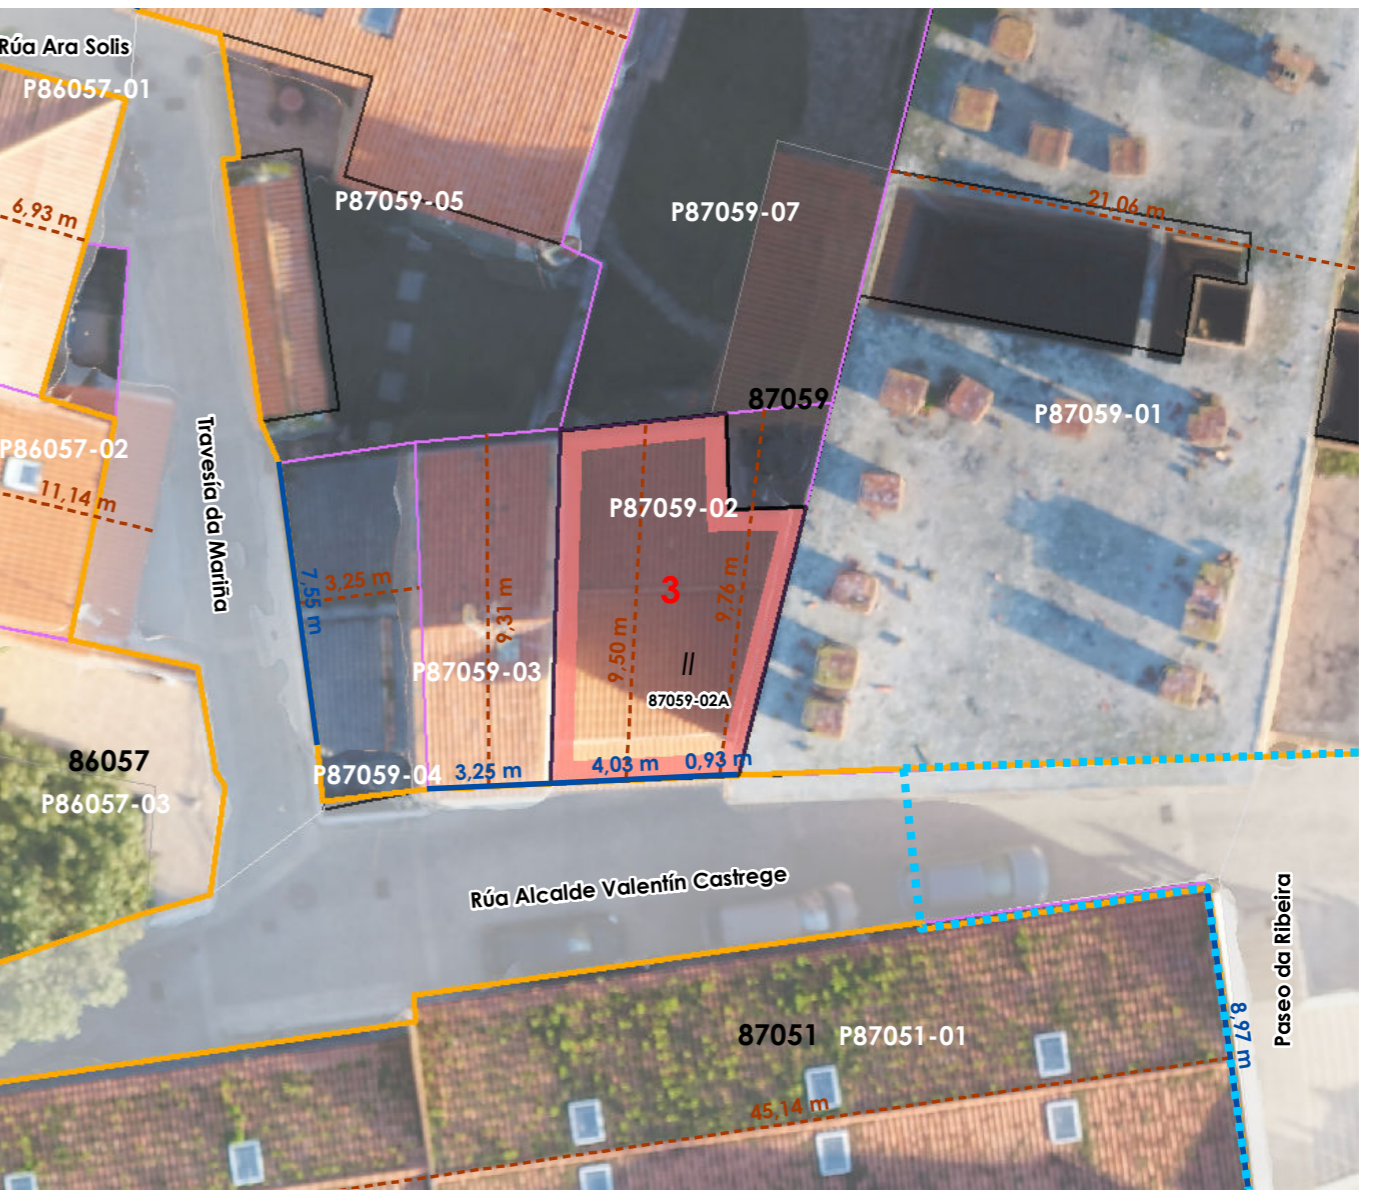 Rúa Ara Solis
P86057-01
P87059-05
P87059-07
21,06 m
6,93 m
87059
P87059-01
P86057-02
11,14 m
Travesía da Mariña
P87059-02
3,25 m
7,55 m
9,31 m
3
9,76 m
9,50 m
II
P87059-03
87059-02A
86057
P86057-03
P87059-04
3,25 m
4,03 m
0,93 m
Rúa Alcalde Valentín Castrege
Paseo da Ribeira
8,97 m
87051
P87051-01
45,14 m